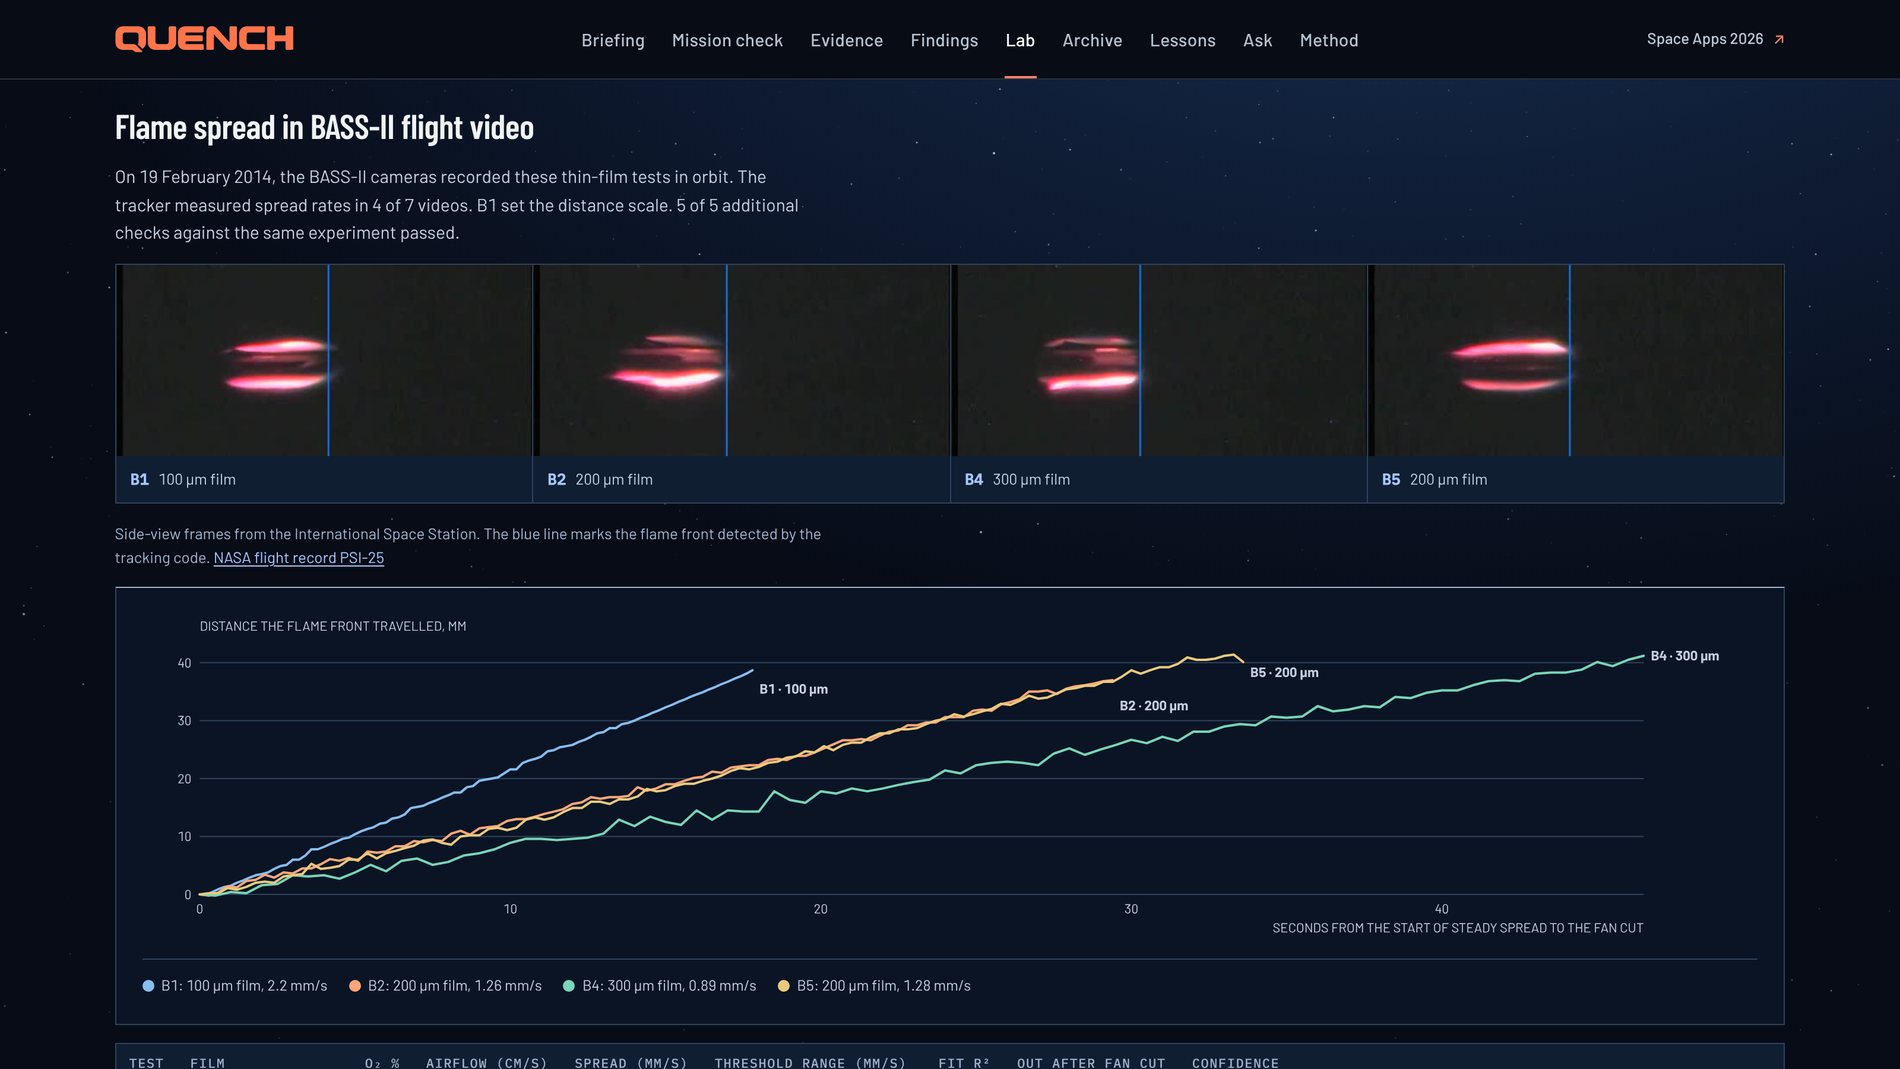 QUENCH
Briefing Mission check Evidence Findings Lab Archive Lessons Ask Method
Space Apps 2026
Flame spread in BASS-II flight video
On 19 February 2014, the BASS-II cameras recorded these thin-film tests in orbit. The
tracker measured spread rates in 4 of 7 videos. B1 set the distance scale. 5 of 5 additional
checks against the same experiment passed.
B1 100 µm film
B2 200 µm film
B4 300 µm film
B5 200 µm film
Side-view frames from the International Space Station. The blue line marks the flame front detected by the
tracking code. NASA flight record PSI-25
DISTANCE THE FLAME FRONT TRAVELLED, MM
40
30
20
10
0
B1 · 100 µm
B2 · 200 µm
B5 · 200 µm
B4 · 300 µm
0 10 20 30 40
SECONDS FROM THE START OF STEADY SPREAD TO THE FAN CUT
B1: 100 µm film, 2.2 mm/s B2: 200 µm film, 1.26 mm/s B4: 300 µm film, 0.89 mm/s B5: 200 µm film, 1.28 mm/s
TEST FILM O₂ % AIRFLOW (CM/S) SPREAD (MM/S) THRESHOLD RANGE (MM/S) FIT R² OUT AFTER FAN CUT CONFIDENCE